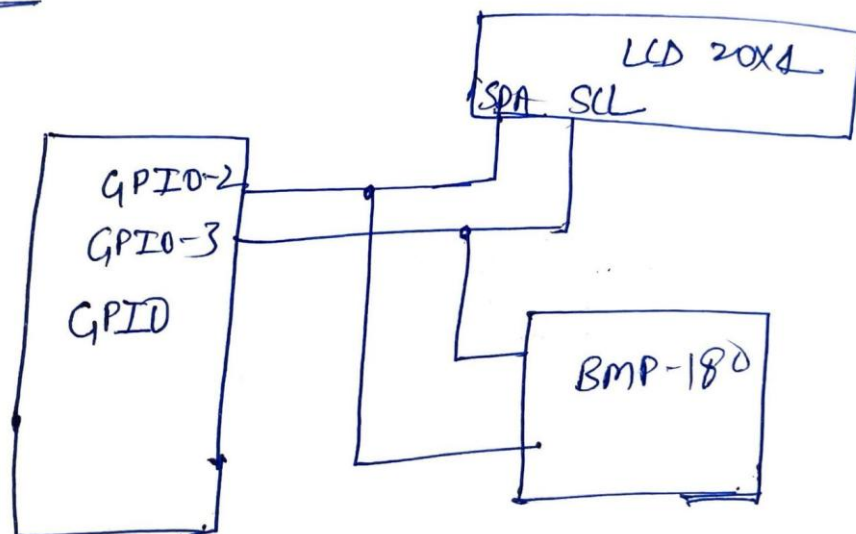 LCD 20X4
SDA SCL
GPIO-2
GPIO-3
GPIO
BMP-180